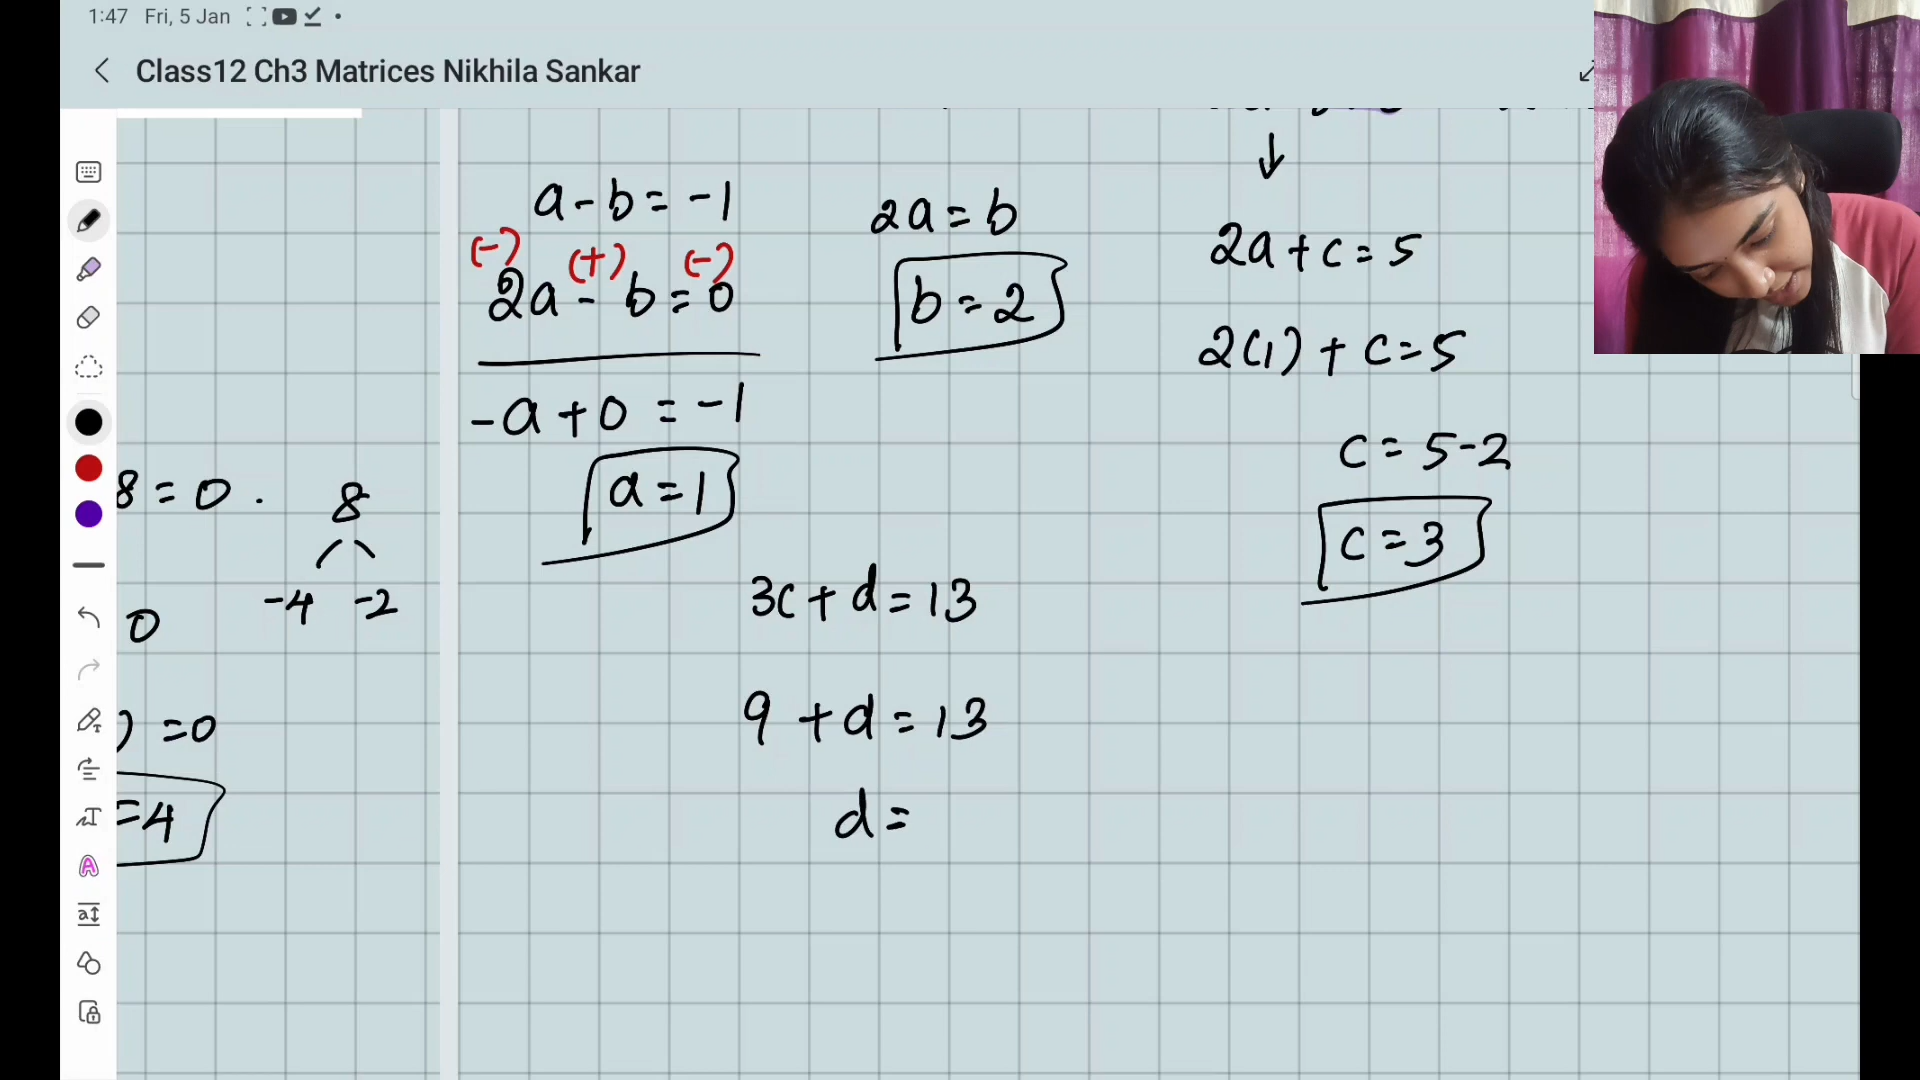 1:47 Fri, 5 Jan
Class12 Ch3 Matrices Nikhila Sankar
8 = 0 .
8
-4 -2
0
) = 0
= 4
a - b = -1
(-) (+) (-)
2a - b = 0
-a + 0 = -1
a = 1
2a = b
b = 2
2a + c = 5
2(1) + c = 5
c = 5-2
c = 3
3c + d = 13
9 + d = 13
d =